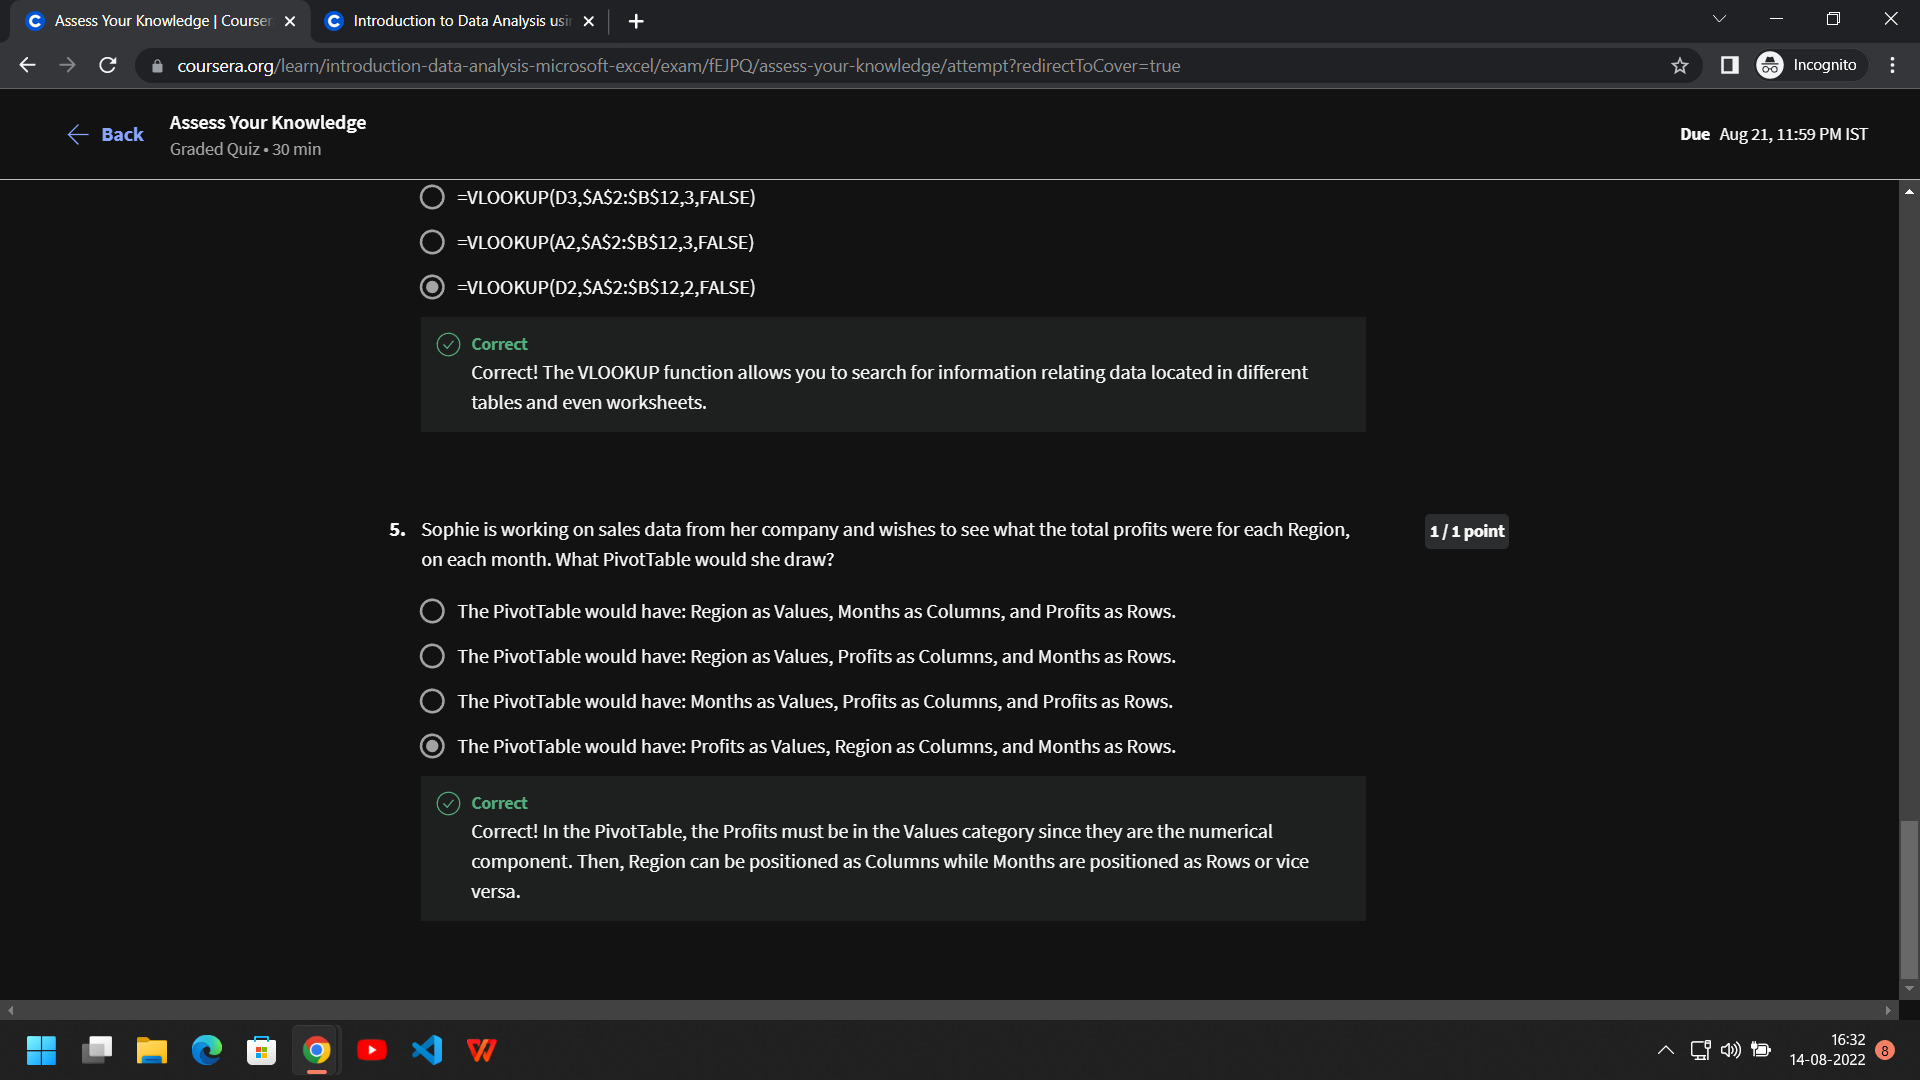 Assess Your Knowledge | Courser
Introduction to Data Analysis usin
coursera.org/learn/introduction-data-analysis-microsoft-excel/exam/fEJPQ/assess-your-knowledge/attempt?redirectToCover=true
Incognito
Back
Assess Your Knowledge
Graded Quiz • 30 min
Due Aug 21, 11:59 PM IST
=VLOOKUP(D3,$A$2:$B$12,3,FALSE)
=VLOOKUP(A2,$A$2:$B$12,3,FALSE)
=VLOOKUP(D2,$A$2:$B$12,2,FALSE)
Correct
Correct! The VLOOKUP function allows you to search for information relating data located in different
tables and even worksheets.
5. Sophie is working on sales data from her company and wishes to see what the total profits were for each Region,
on each month. What PivotTable would she draw?
1 / 1 point
The PivotTable would have: Region as Values, Months as Columns, and Profits as Rows.
The PivotTable would have: Region as Values, Profits as Columns, and Months as Rows.
The PivotTable would have: Months as Values, Profits as Columns, and Profits as Rows.
The PivotTable would have: Profits as Values, Region as Columns, and Months as Rows.
Correct
Correct! In the PivotTable, the Profits must be in the Values category since they are the numerical
component. Then, Region can be positioned as Columns while Months are positioned as Rows or vice
versa.
16:32
14-08-2022
8